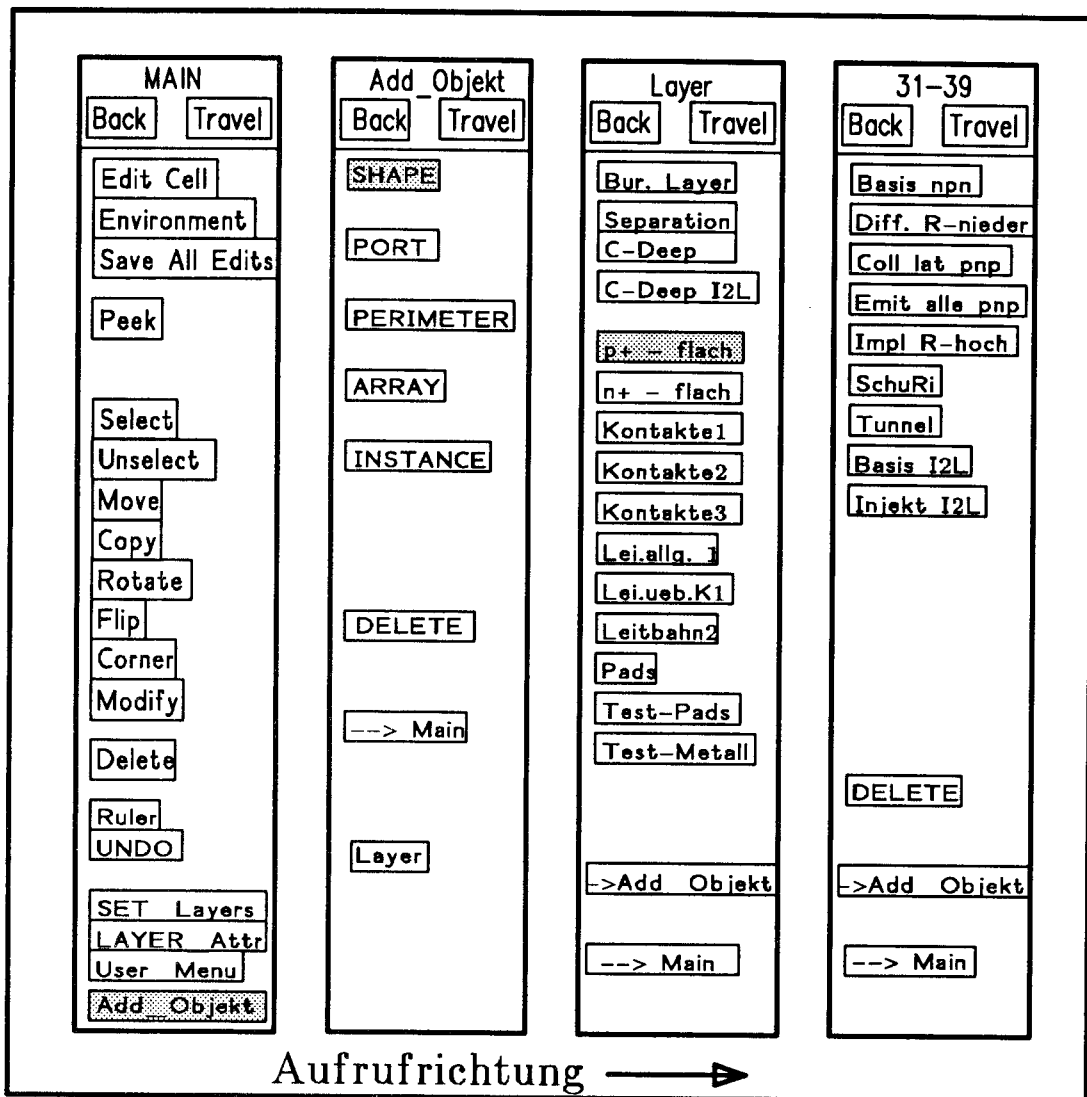 MAIN
Back Travel
Edit Cell
Environment
Save All Edits
Peek
Select
Unselect
Move
Copy
Rotate
Flip
Corner
Modify
Delete
Ruler
UNDO
SET Layers
LAYER Attr
User Menu
Add_Objekt
Add_Objekt
Back Travel
SHAPE
PORT
PERIMETER
ARRAY
INSTANCE
DELETE
--> Main
Layer
Layer
Back Travel
Bur. Layer
Separation
C-Deep
C-Deep I2L
p+ - flach
n+ - flach
Kontakte1
Kontakte2
Kontakte3
Lei.allg. 1
Lei.ueb.K1
Leitbahn2
Pads
Test-Pads
Test-Metall
->Add Objekt
--> Main
31-39
Back Travel
Basis npn
Diff. R-nieder
Coll lat pnp
Emit alle pnp
Impl R-hoch
SchuRi
Tunnel
Basis I2L
Injekt I2L
DELETE
->Add Objekt
--> Main
Aufrufrichtung